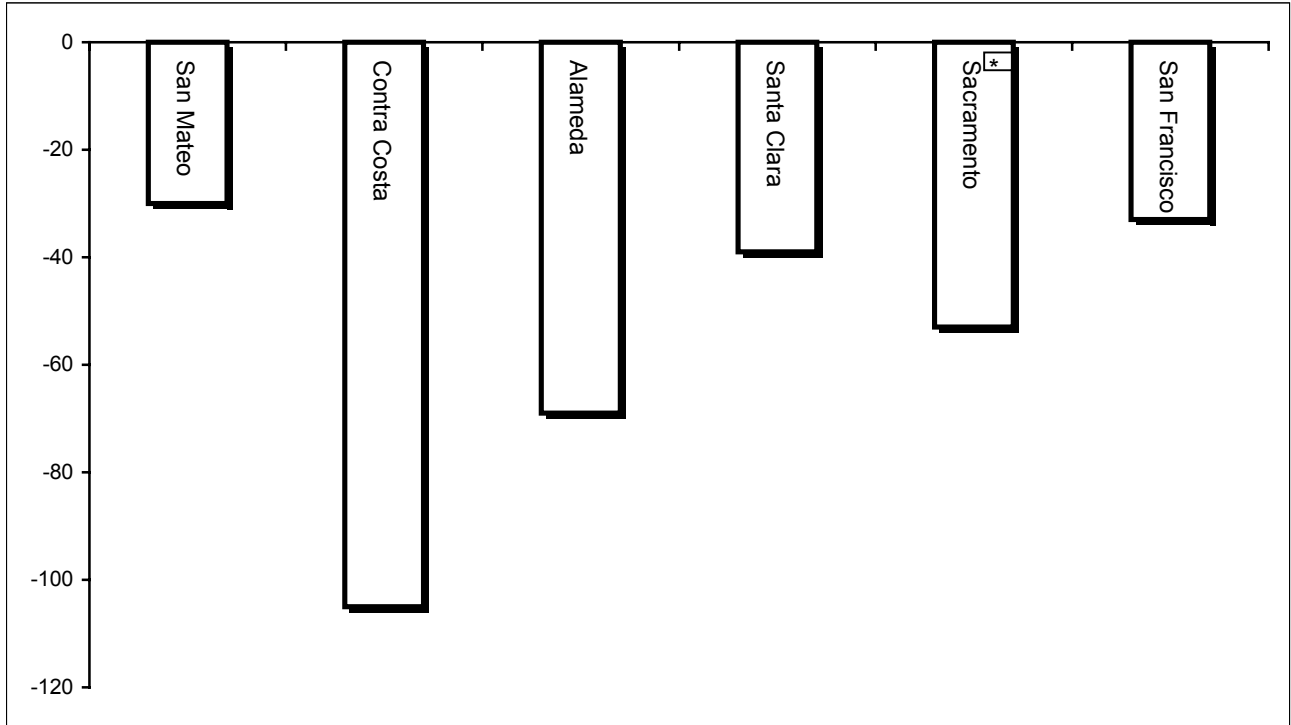 0
-20
-40
-60
-80
-100
-120
San Mateo
Contra Costa
Alameda
Santa Clara
Sacramento
*
San Francisco